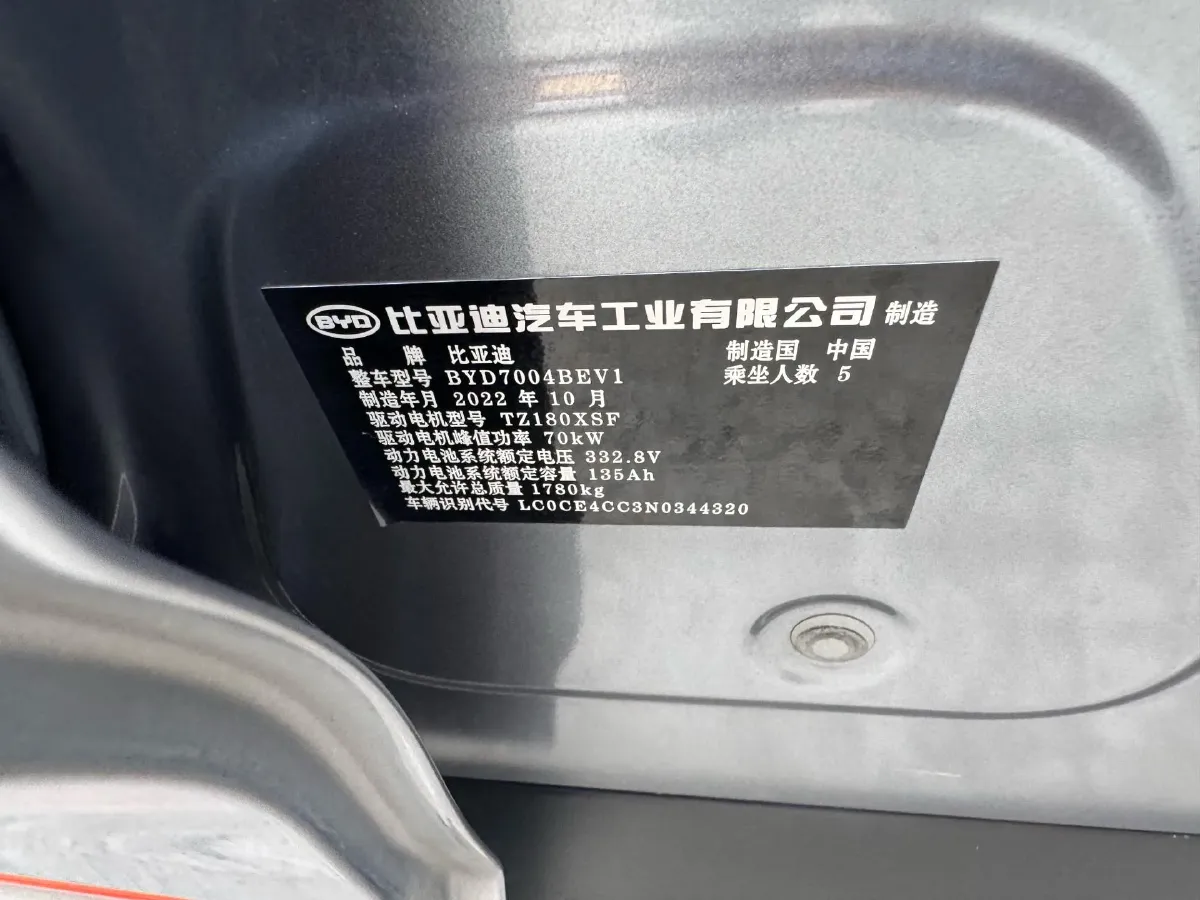 BYD 比亚迪汽车工业有限公司 制造
品 牌 比亚迪 制造国 中国
整车型号 BYD7004BEV1 乘坐人数 5
制造年月 2022 年 10 月
驱动电机型号 TZ180XSF
驱动电机峰值功率 70kW
动力电池系统额定电压 332.8V
动力电池系统额定容量 135Ah
最大允许总质量 1780kg
车辆识别代号 LC0CE4CC3N0344320